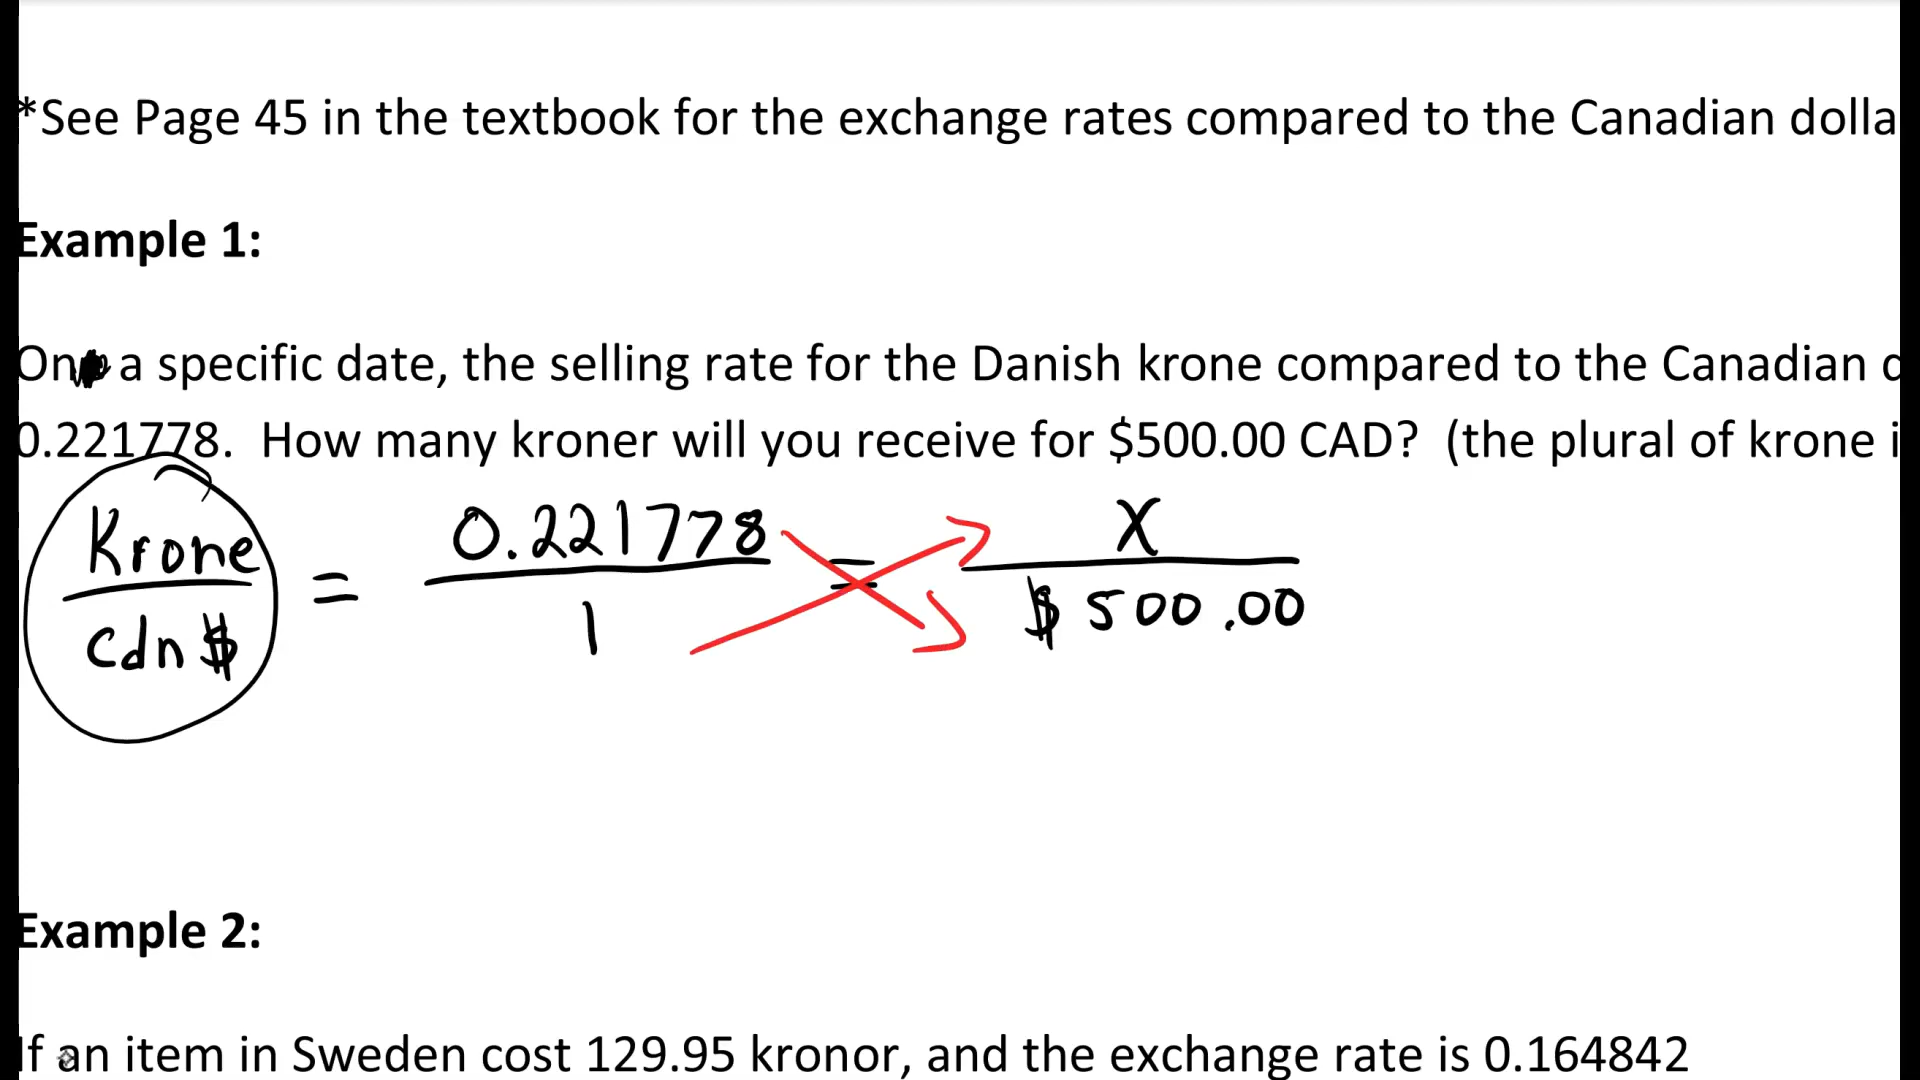 *See Page 45 in the textbook for the exchange rates compared to the Canadian dolla
Example 1:
On a specific date, the selling rate for the Danish krone compared to the Canadian d
0.221778. How many kroner will you receive for $500.00 CAD? (the plural of krone i
Krone / cdn $ = 0.221778 / 1 = X / $ 500.00
Example 2:
If an item in Sweden cost 129.95 kronor, and the exchange rate is 0.164842